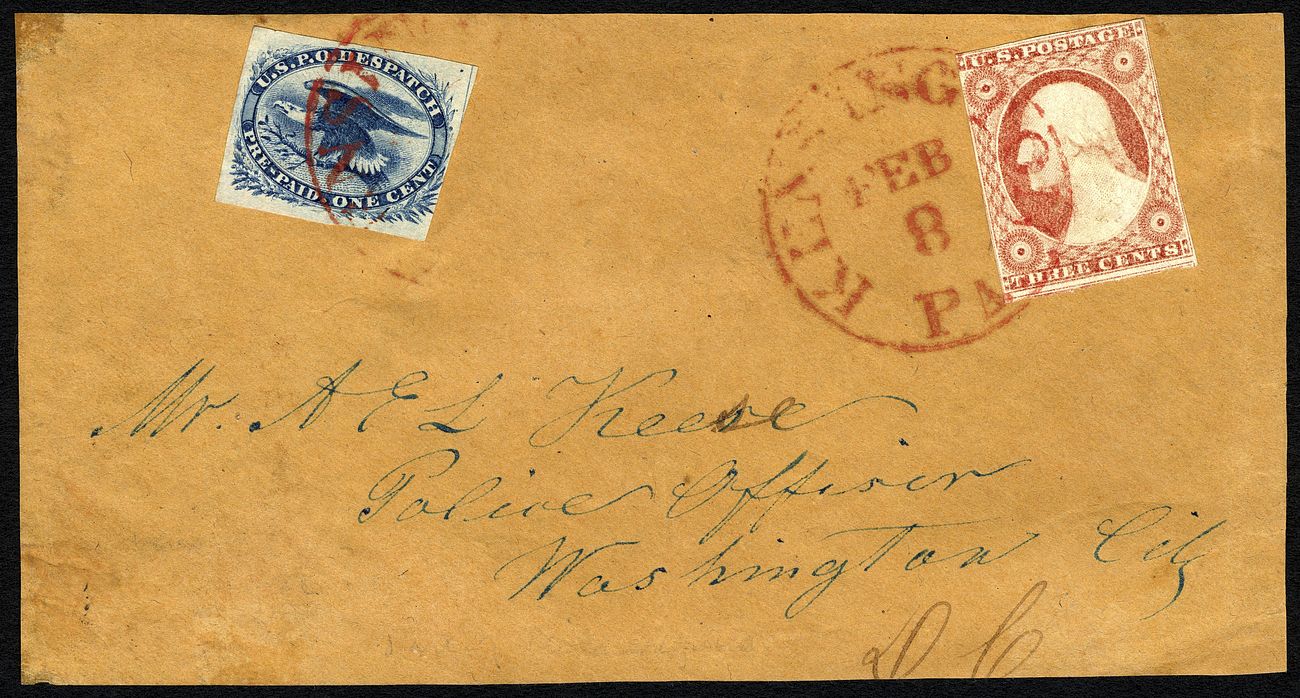 U.S.P.O. DESPATCH
PRE-PAID. ONE CENT.
U.S. POSTAGE
THREE CENTS
FEB
8
PA
Mr. A E L Keese
Police Officer
Washington City
D C